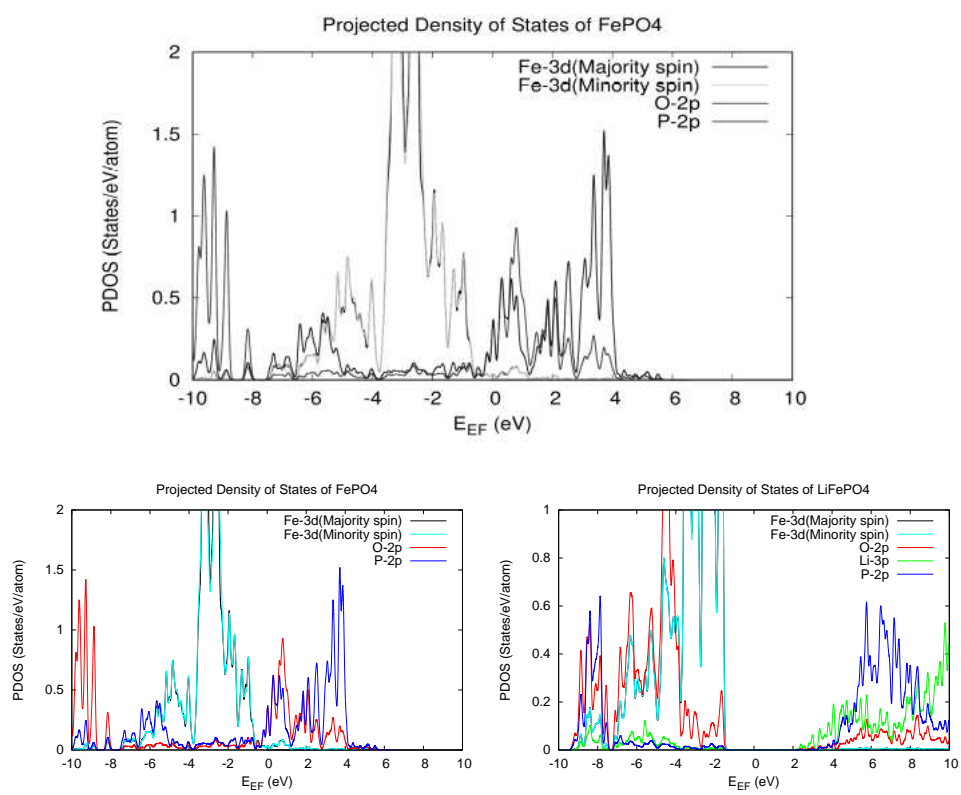 Projected Density of States of FePO4
Fe-3d(Majority spin)
Fe-3d(Minority spin)
O-2p
P-2p
PDOS (States/eV/atom)
2
1.5
1
0.5
0
-10 -8 -6 -4 -2 0 2 4 6 8 10
E_EF (eV)
Projected Density of States of FePO4
Fe-3d(Majority spin)
Fe-3d(Minority spin)
O-2p
P-2p
PDOS (States/eV/atom)
2
1.5
1
0.5
0
-10 -8 -6 -4 -2 0 2 4 6 8 10
E_EF (eV)
Projected Density of States of LiFePO4
Fe-3d(Majority spin)
Fe-3d(Minority spin)
O-2p
Li-3p
P-2p
PDOS (States/eV/atom)
1
0.8
0.6
0.4
0.2
0
-10 -8 -6 -4 -2 0 2 4 6 8 10
E_EF (eV)